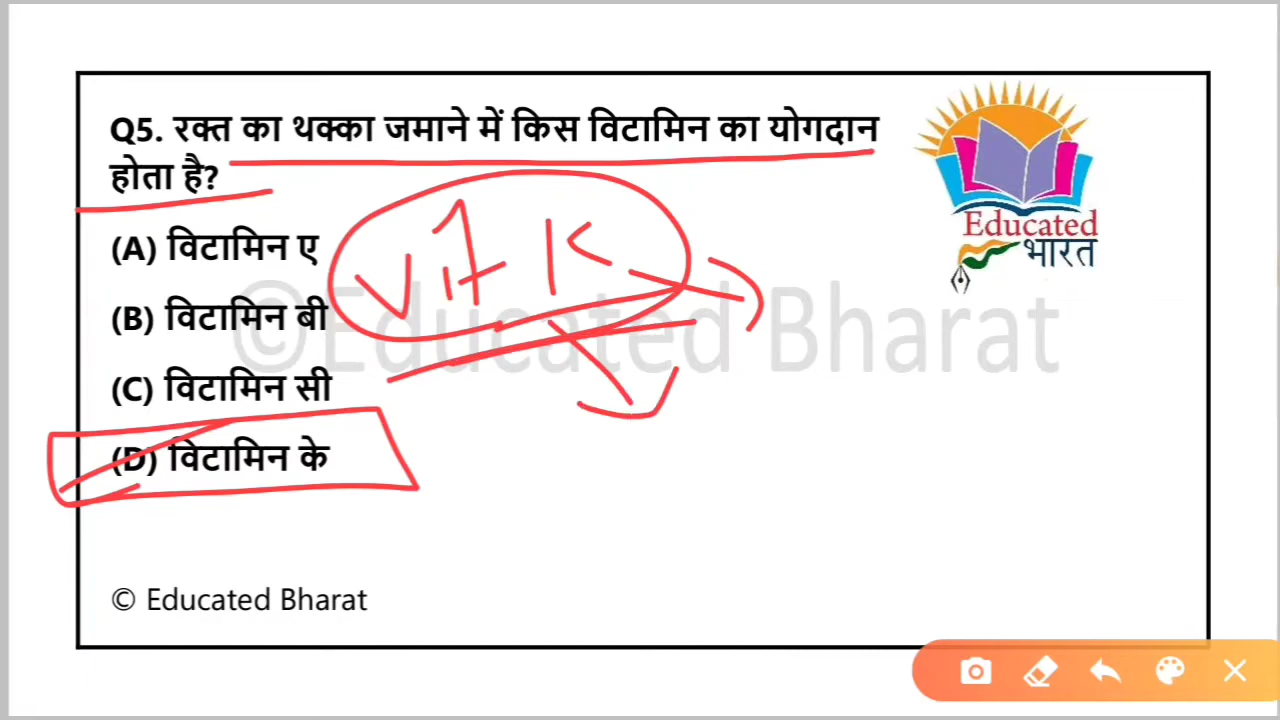 Q5. रक्त का थक्का जमाने में किस विटामिन का योगदान
होता है?
Educated
भारत
(A) विटामिन ए
Vit K
(B) विटामिन बी
©Educated Bharat
(C) विटामिन सी
(D) विटामिन के
© Educated Bharat